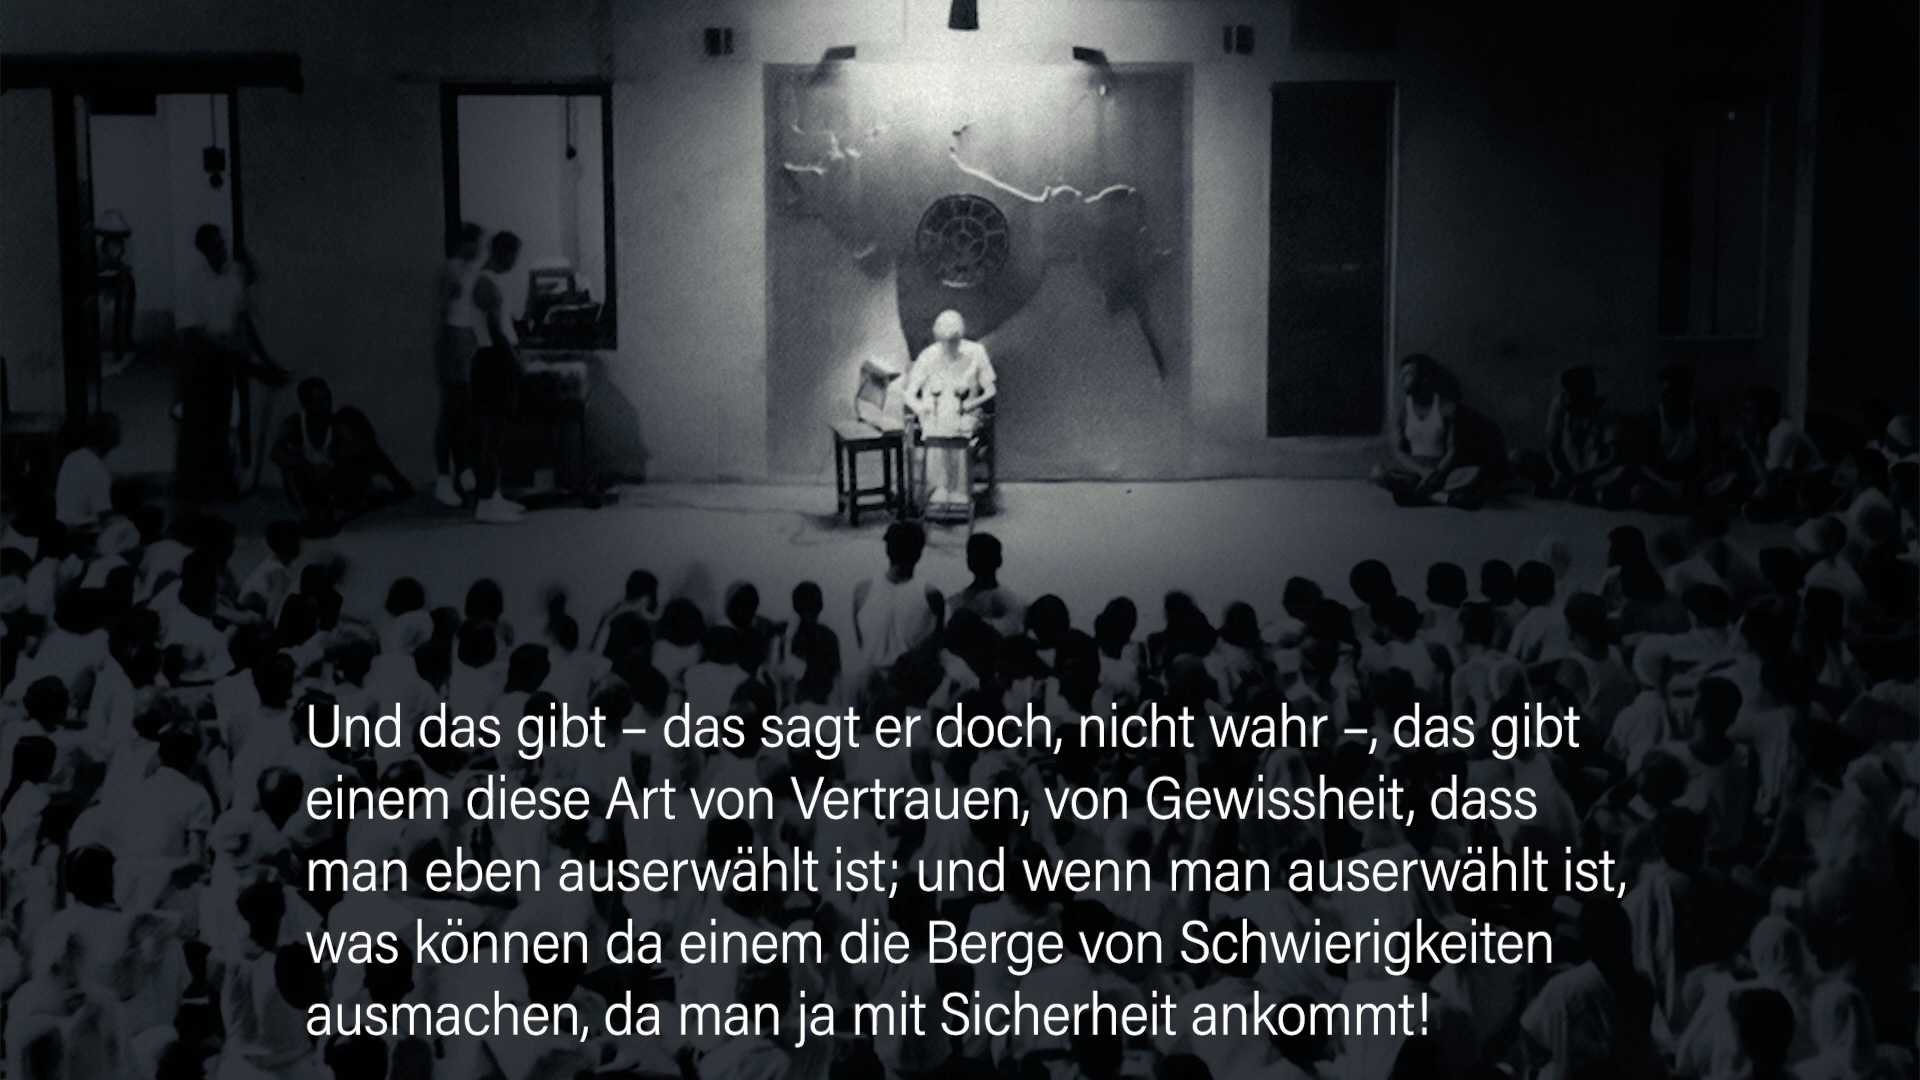 Und das gibt – das sagt er doch, nicht wahr –, das gibt
einem diese Art von Vertrauen, von Gewissheit, dass
man eben auserwählt ist; und wenn man auserwählt ist,
was können da einem die Berge von Schwierigkeiten
ausmachen, da man ja mit Sicherheit ankommt!